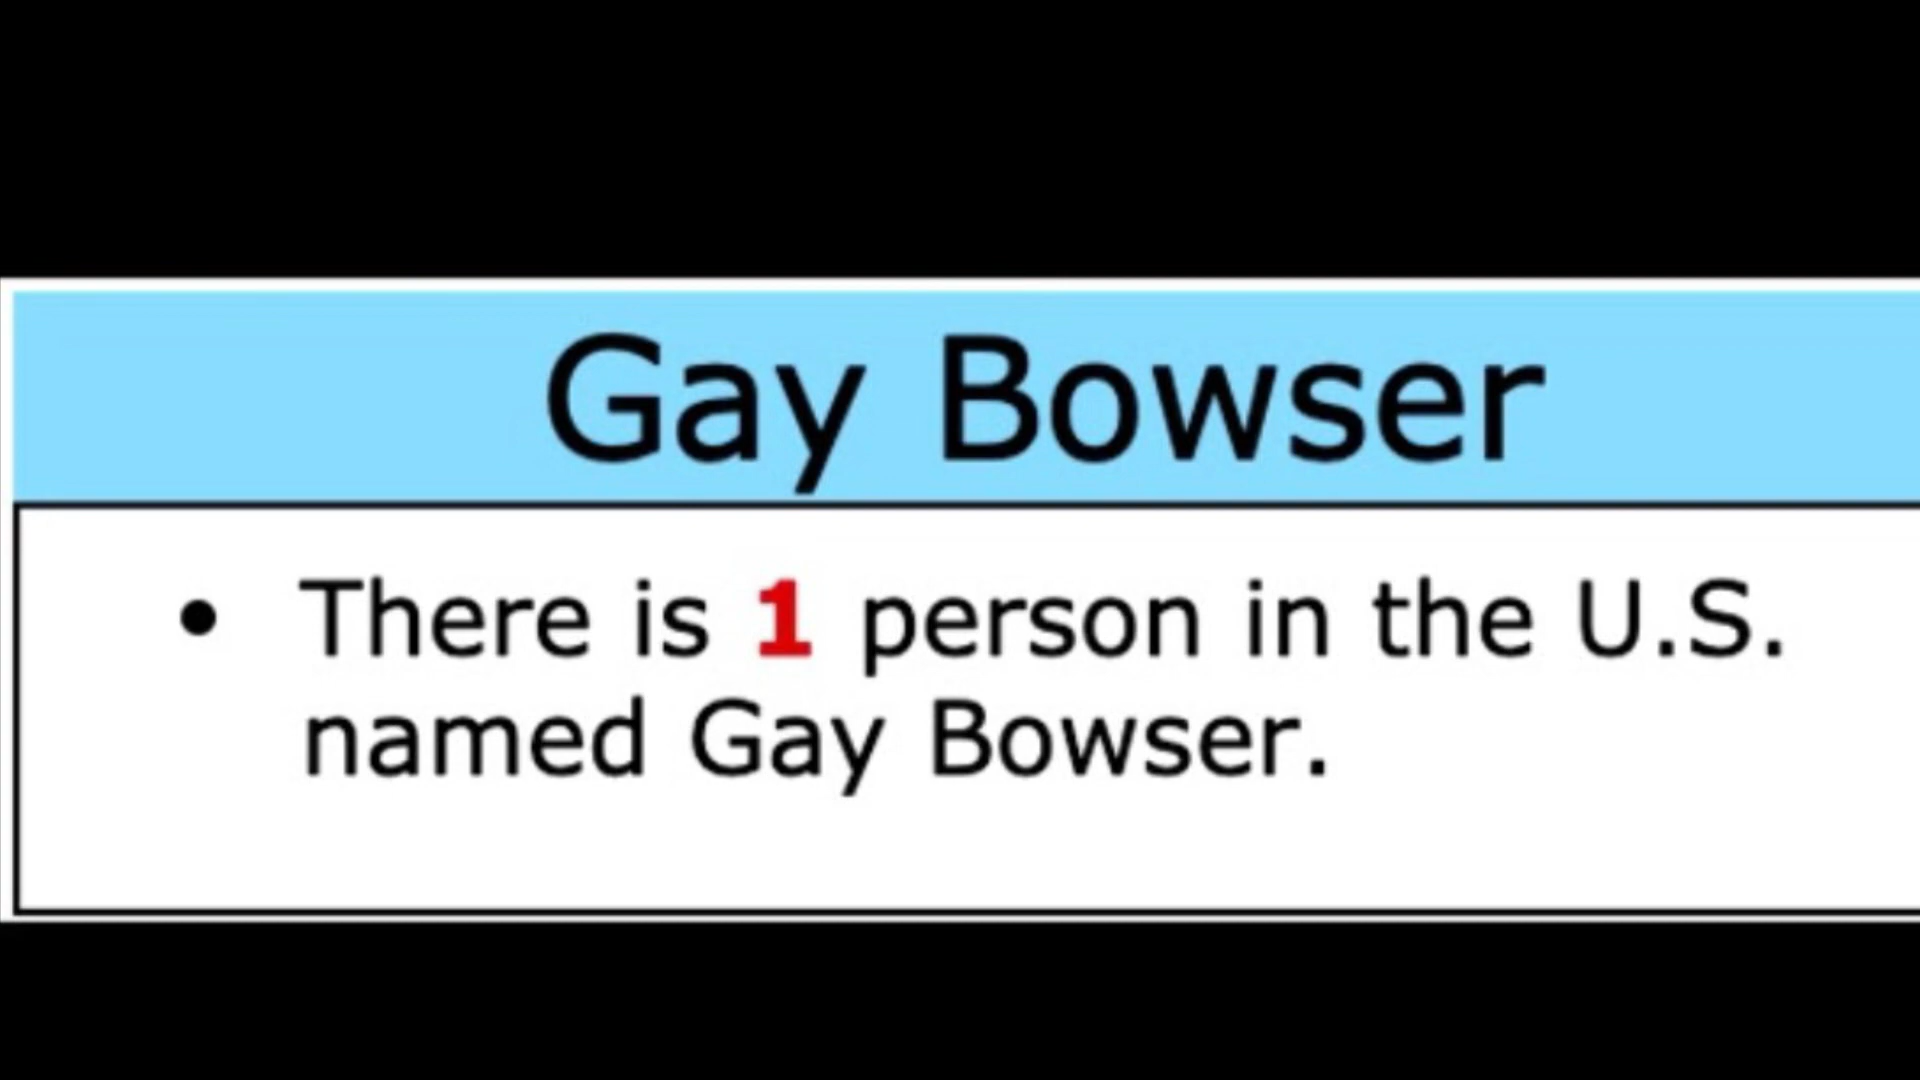 Gay Bowser
• There is 1 person in the U.S.
named Gay Bowser.